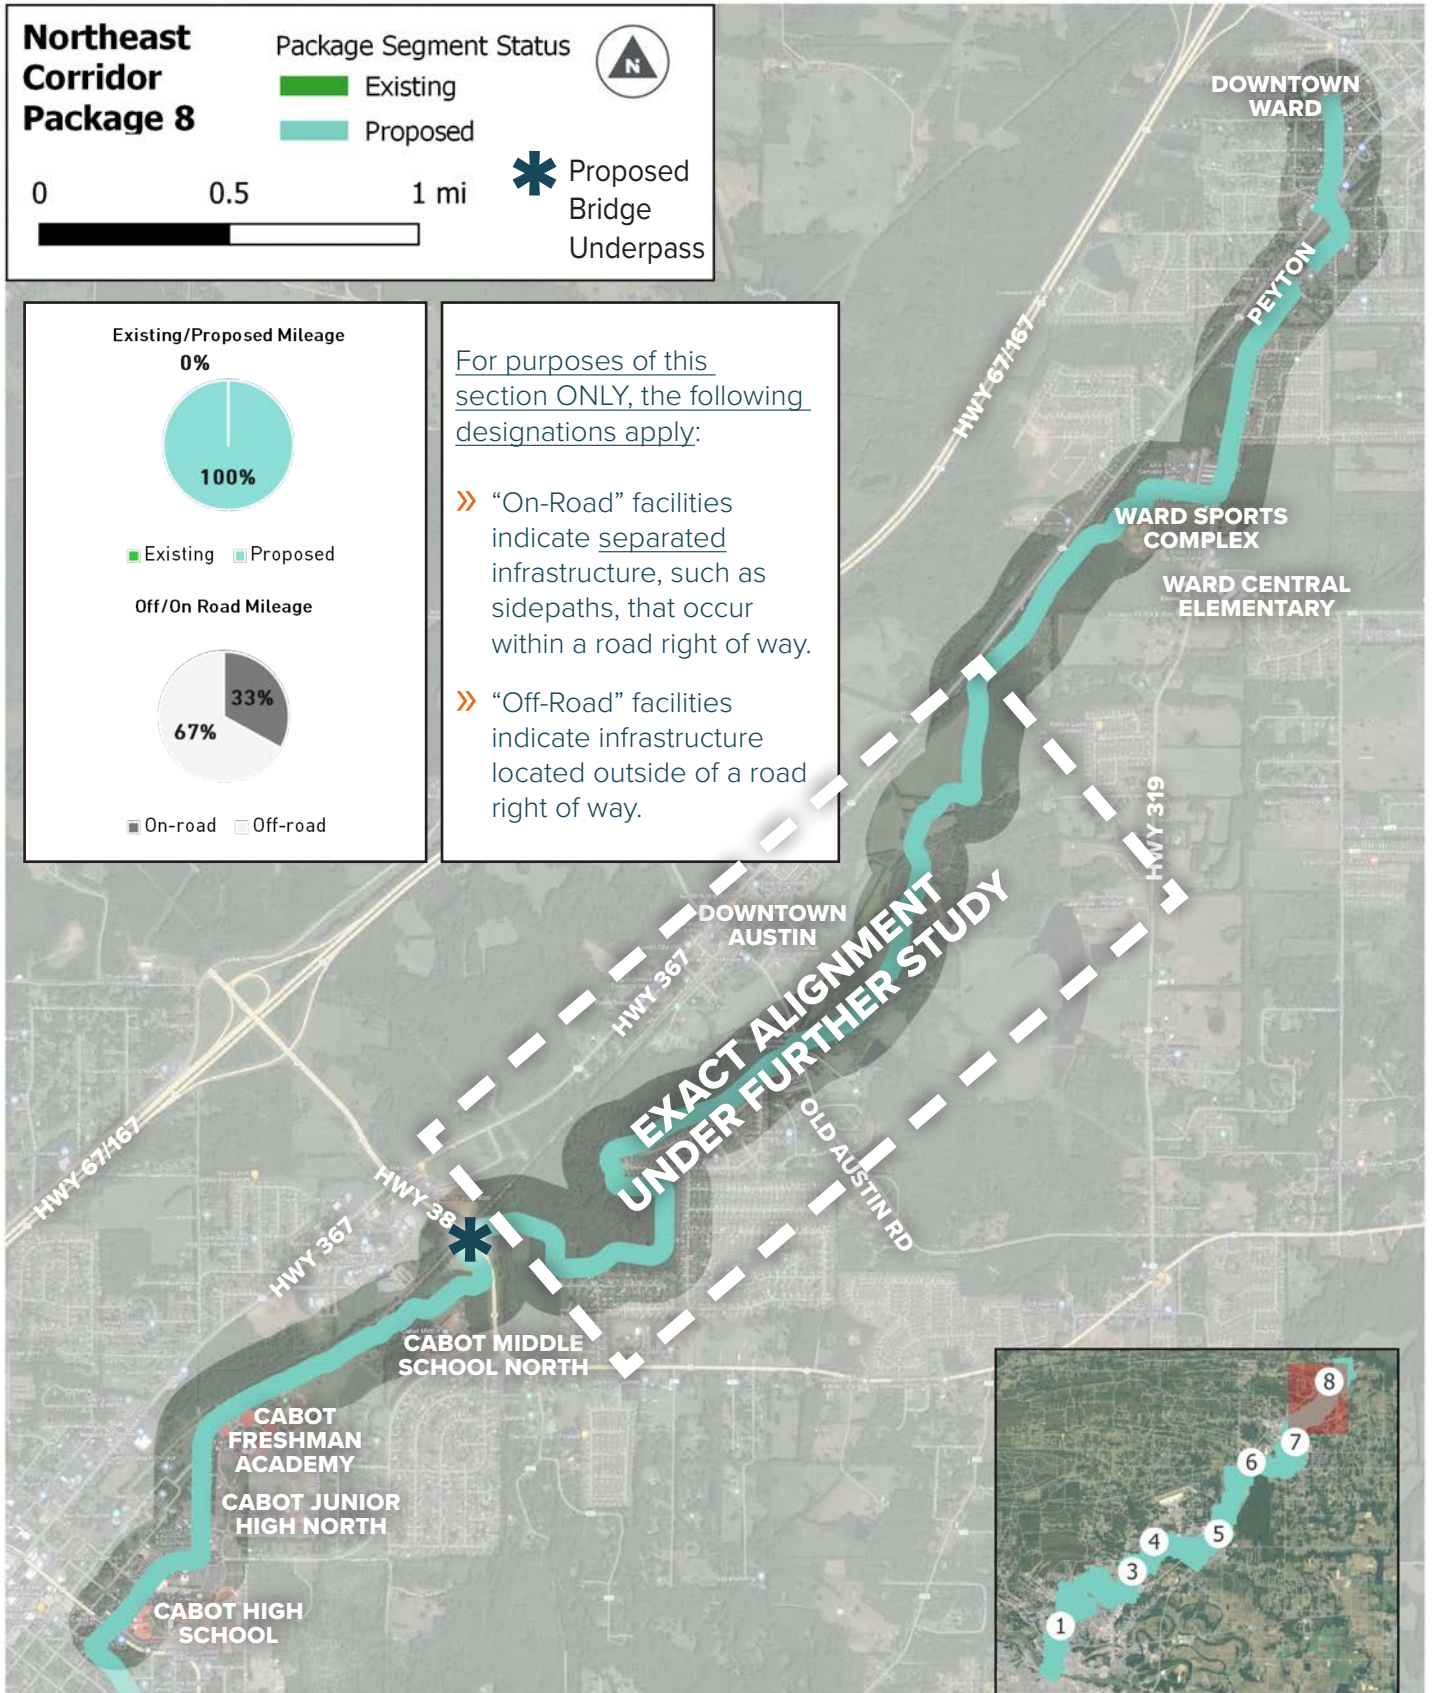 Northeast
Corridor
Package 8
Package Segment Status
Existing
Proposed
N
0 0.5 1 mi
Proposed
Bridge
Underpass
Existing/Proposed Mileage
0%
100%
Existing Proposed
Off/On Road Mileage
33%
67%
On-road Off-road
For purposes of this
section ONLY, the following
designations apply:
» “On-Road” facilities
indicate separated
infrastructure, such as
sidepaths, that occur
within a road right of way.
» “Off-Road” facilities
indicate infrastructure
located outside of a road
right of way.
DOWNTOWN
WARD
PEYTON
HWY 67/167
WARD SPORTS
COMPLEX
WARD CENTRAL
ELEMENTARY
HWY 319
DOWNTOWN
AUSTIN
HWY 367
EXACT ALIGNMENT
UNDER FURTHER STUDY
OLD AUSTIN RD
HWY 67/167
HWY 38
HWY 367
CABOT MIDDLE
SCHOOL NORTH
CABOT
FRESHMAN
ACADEMY
CABOT JUNIOR
HIGH NORTH
CABOT HIGH
SCHOOL
8
7
6
5
4
3
1